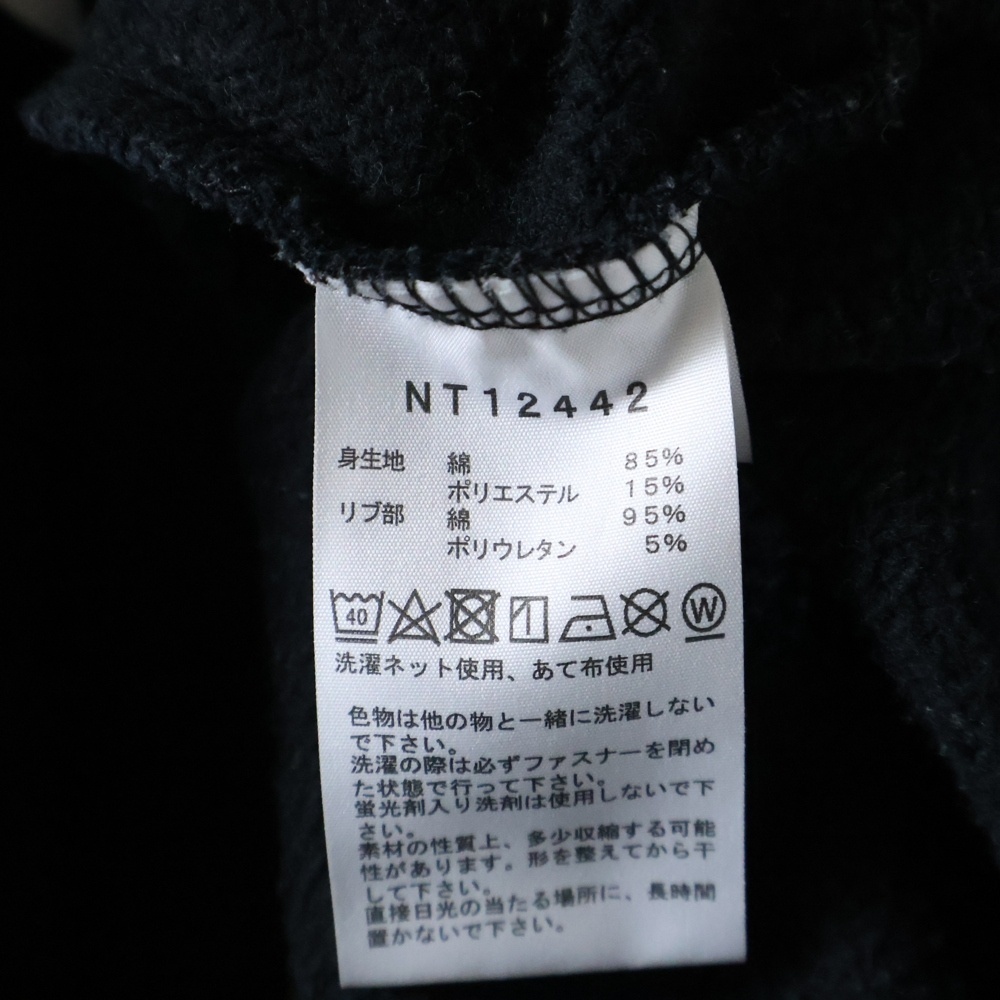 NT12442
身生地 綿 85%
ポリエステル 15%
リブ部 綿 95%
ポリウレタン 5%
40 W
洗濯ネット使用、あて布使用
色物は他の物と一緒に洗濯しない
で下さい。
洗濯の際は必ずファスナーを閉め
た状態で行って下さい。
蛍光剤入り洗剤は使用しないで下
さい。
素材の性質上、多少収縮する可能
性があります。形を整えてから干
して下さい。
直接日光の当たる場所に、長時間
置かないで下さい。